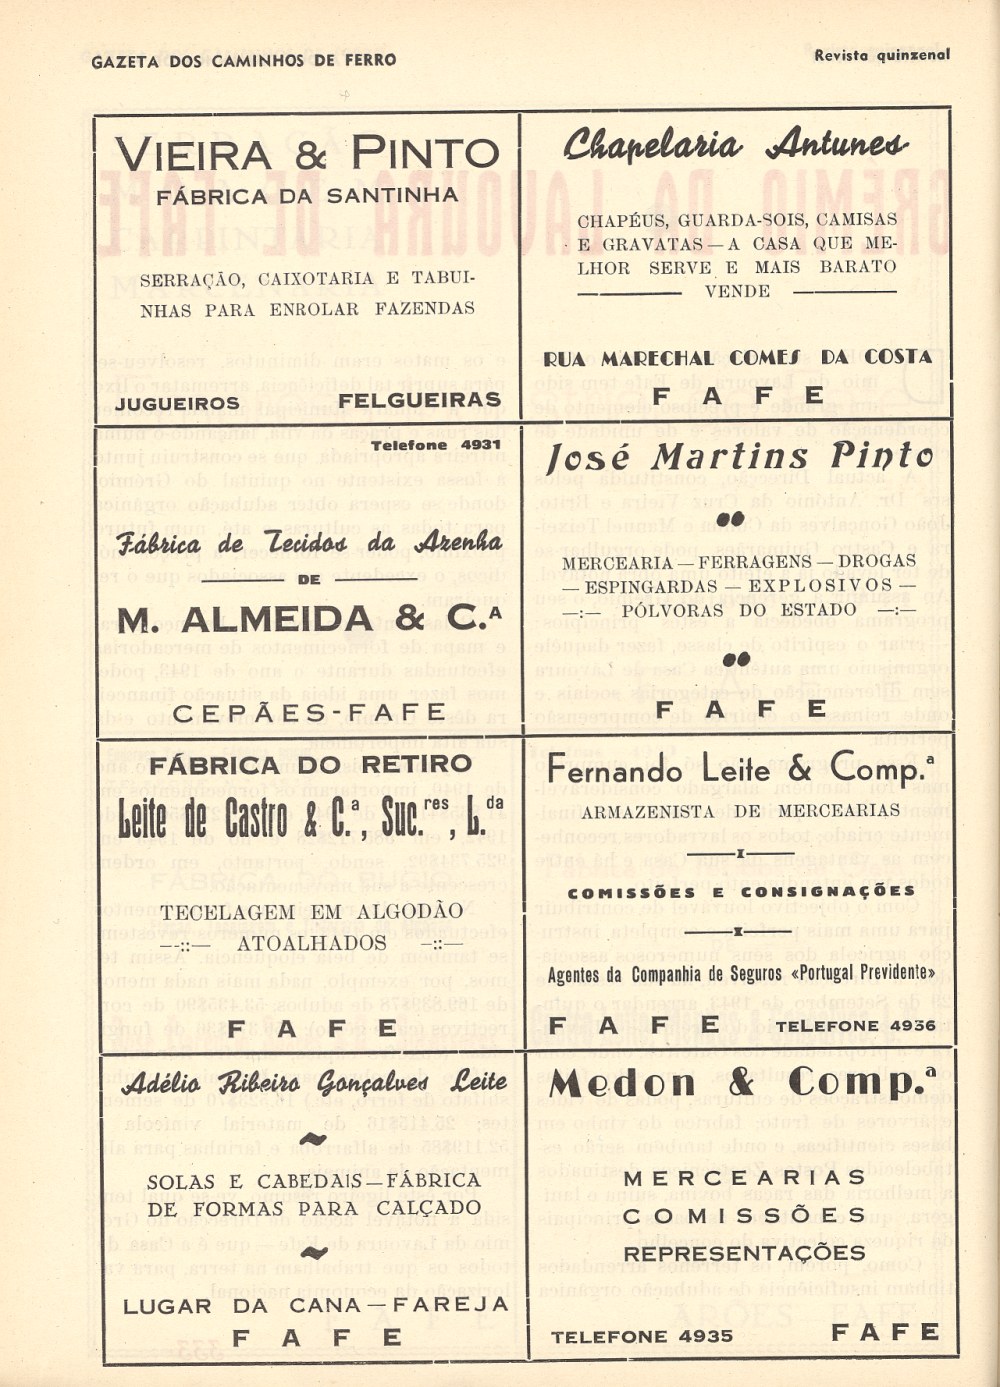 GAZETA DOS CAMINHOS DE FERRO
Revista quinzenal
VIEIRA & PINTO
FÁBRICA DA SANTINHA
SERRAÇÃO, CAIXOTARIA E TABUI-
NHAS PARA ENROLAR FAZENDAS
JUGUEIROS FELGUEIRAS
Chapelaria Antunes
CHAPÉUS, GUARDA-SOIS, CAMISAS
E GRAVATAS — A CASA QUE ME-
LHOR SERVE E MAIS BARATO
VENDE
RUA MARECHAL COMES DA COSTA
FAFE
Telefone 4931
Fábrica de Tecidos da Azenha
DE
M. ALMEIDA & C.ª
CEPÃES-FAFE
José Martins Pinto
MERCEARIA — FERRAGENS — DROGAS
— ESPINGARDAS — EXPLOSIVOS —
—:— PÓLVORAS DO ESTADO —:—
FAFE
FÁBRICA DO RETIRO
Leite de Castro & C.ª, Suc.res, L.da
TECELAGEM EM ALGODÃO
—::— ATOALHADOS —::—
FAFE
Fernando Leite & Comp.ª
ARMAZENISTA DE MERCEARIAS
COMISSÕES E CONSIGNAÇÕES
Agentes da Companhia de Seguros «Portugal Previdente»
FAFE TELEFONE 4936
Adélio Ribeiro Goncalves Leite
SOLAS E CABEDAIS — FÁBRICA
DE FORMAS PARA CALÇADO
LUGAR DA CANA — FAREJA
FAFE
Medon & Comp.ª
MERCEARIAS
COMISSÕES
REPRESENTAÇÕES
TELEFONE 4935 FAFE